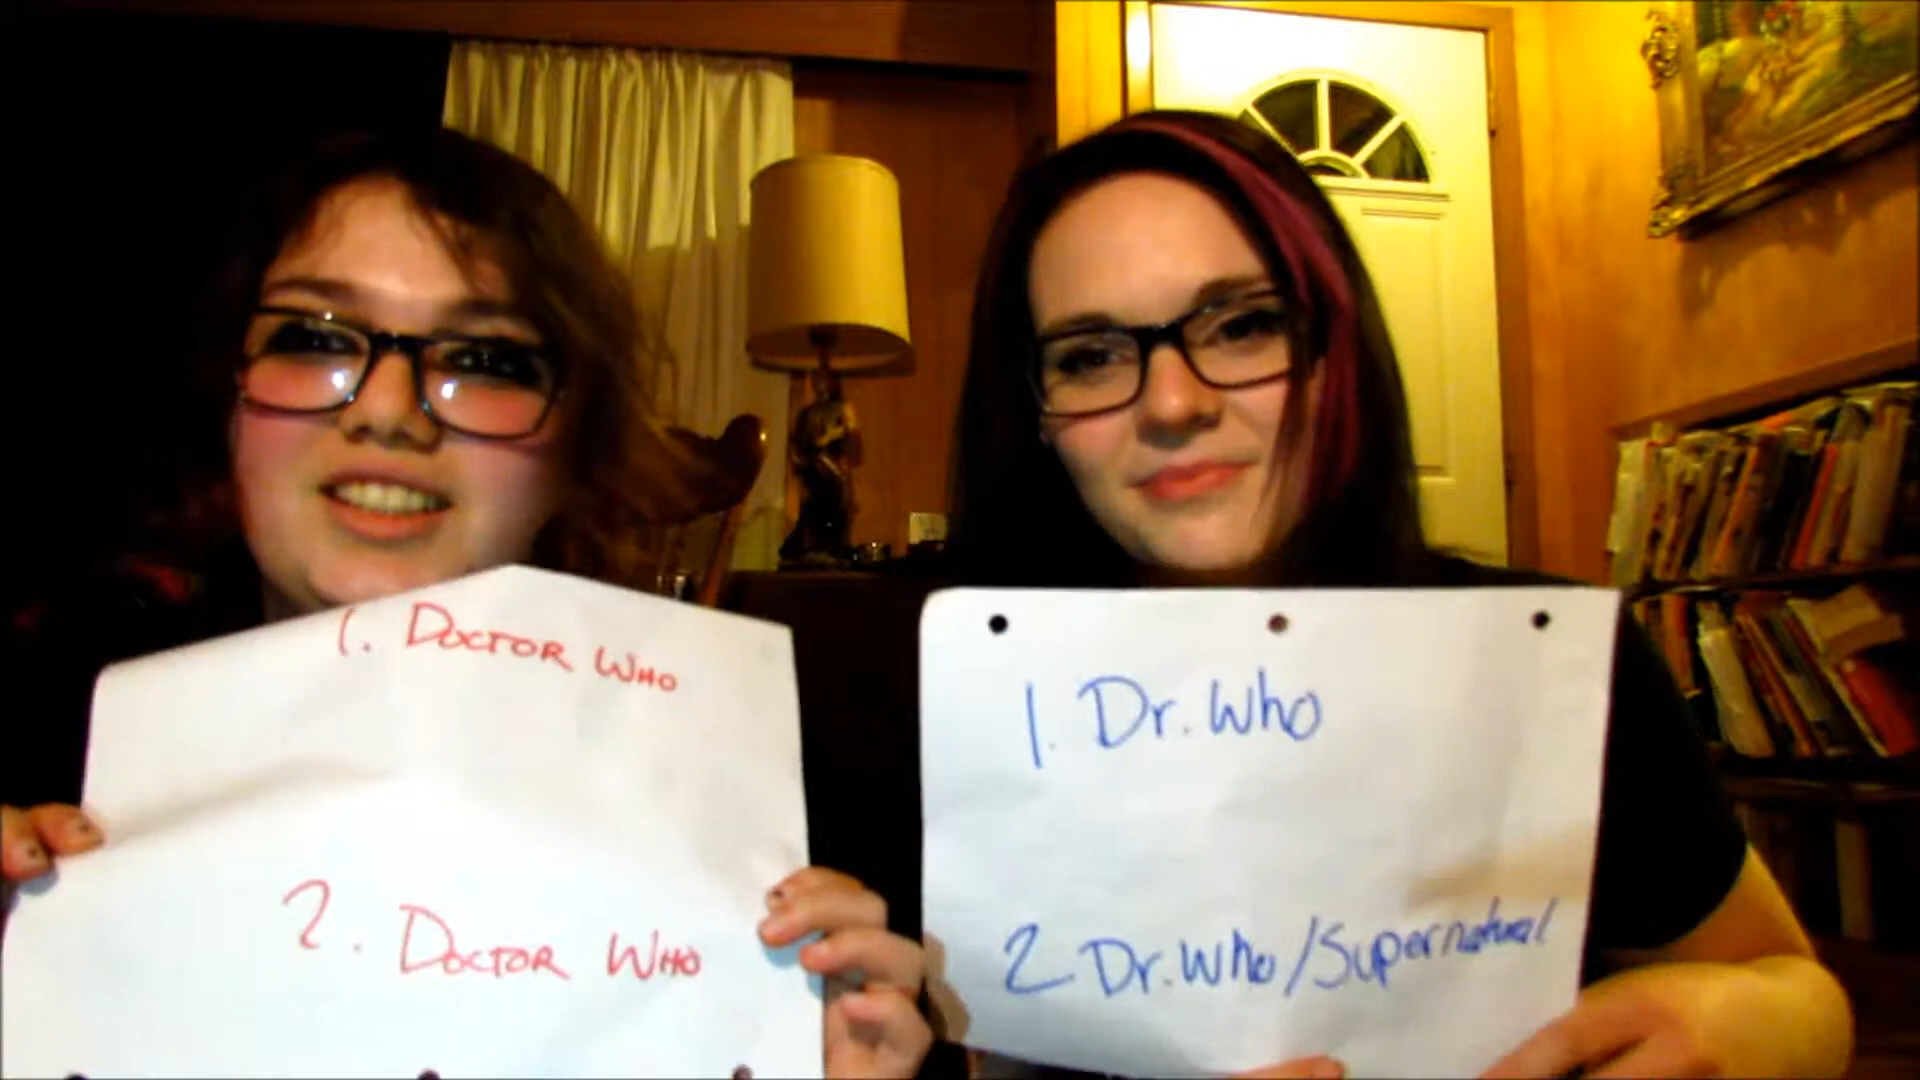 1. DOCTOR WHO
2. DOCTOR WHO
1. Dr. Who
2 Dr. Who/Supernatural